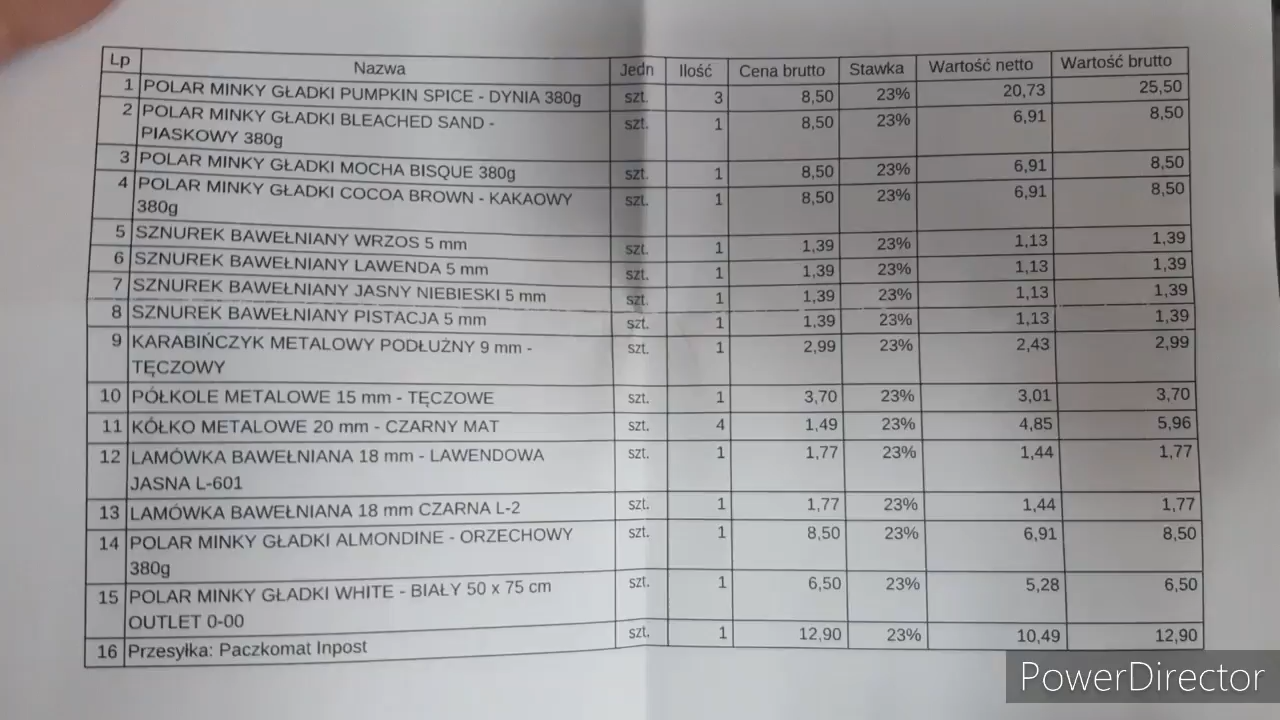 Lp Nazwa Jedn Ilość Cena brutto Stawka Wartość netto Wartość brutto
1 POLAR MINKY GŁADKI PUMPKIN SPICE - DYNIA 380g szt. 3 8,50 23% 20,73 25,50
2 POLAR MINKY GŁADKI BLEACHED SAND - szt. 1 8,50 23% 6,91 8,50
PIASKOWY 380g
3 POLAR MINKY GŁADKI MOCHA BISQUE 380g szt. 1 8,50 23% 6,91 8,50
4 POLAR MINKY GŁADKI COCOA BROWN - KAKAOWY szt. 1 8,50 23% 6,91 8,50
380g
5 SZNUREK BAWEŁNIANY WRZOS 5 mm szt. 1 1,39 23% 1,13 1,39
6 SZNUREK BAWEŁNIANY LAWENDA 5 mm szt. 1 1,39 23% 1,13 1,39
7 SZNUREK BAWEŁNIANY JASNY NIEBIESKI 5 mm szt. 1 1,39 23% 1,13 1,39
8 SZNUREK BAWEŁNIANY PISTACJA 5 mm szt. 1 1,39 23% 1,13 1,39
9 KARABIŃCZYK METALOWY PODŁUŻNY 9 mm - szt. 1 2,99 23% 2,43 2,99
TĘCZOWY
10 PÓŁKOLE METALOWE 15 mm - TĘCZOWE szt. 1 3,70 23% 3,01 3,70
11 KÓŁKO METALOWE 20 mm - CZARNY MAT szt. 4 1,49 23% 4,85 5,96
12 LAMÓWKA BAWEŁNIANA 18 mm - LAWENDOWA szt. 1 1,77 23% 1,44 1,77
JASNA L-601
13 LAMÓWKA BAWEŁNIANA 18 mm CZARNA L-2 szt. 1 1,77 23% 1,44 1,77
14 POLAR MINKY GŁADKI ALMONDINE - ORZECHOWY szt. 1 8,50 23% 6,91 8,50
380g
15 POLAR MINKY GŁADKI WHITE - BIAŁY 50 x 75 cm szt. 1 6,50 23% 5,28 6,50
OUTLET 0-00
16 Przesyłka: Paczkomat Inpost szt. 1 12,90 23% 10,49 12,90
PowerDirector